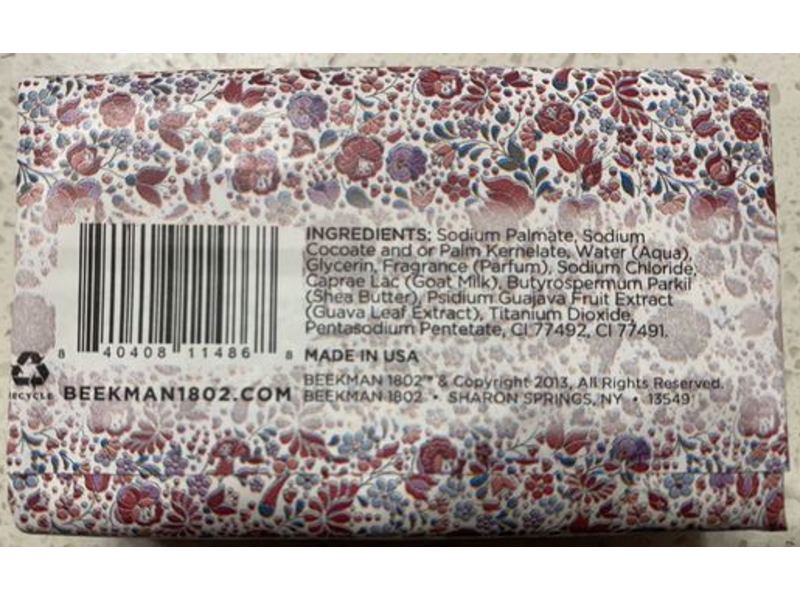 INGREDIENTS: Sodium Palmate, Sodium
Cocoate and or Palm Kernelate, Water (Aqua),
Glycerin, Fragrance (Parfum), Sodium Chloride,
Caprae Lac (Goat Milk), Butyrospermum Parkii
(Shea Butter), Psidium Guajava Fruit Extract
(Guava Leaf Extract), Titanium Dioxide,
Pentasodium Pentetate, CI 77492, CI 77491.
8 40408 11486 8
MADE IN USA
RECYCLE
BEEKMAN1802.COM
BEEKMAN 1802™ & Copyright 2013, All Rights Reserved.
BEEKMAN 1802 • SHARON SPRINGS, NY • 13549